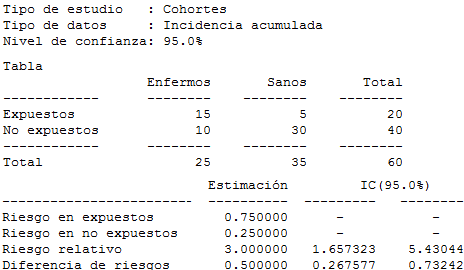 Tipo de estudio   : Cohortes
Tipo de datos     : Incidencia acumulada
Nivel de confianza: 95.0%
Tabla
Enfermos Sanos Total
------------ -------- -------- --------
Expuestos 15 5 20
No expuestos 10 30 40
------------ -------- -------- --------
Total 25 35 60
Estimación IC(95.0%)
------------------------ ---------- --------- --------
Riesgo en expuestos 0.750000 - -
Riesgo en no expuestos 0.250000 - -
Riesgo relativo 3.000000 1.657323 5.43044
Diferencia de riesgos 0.500000 0.267577 0.73242